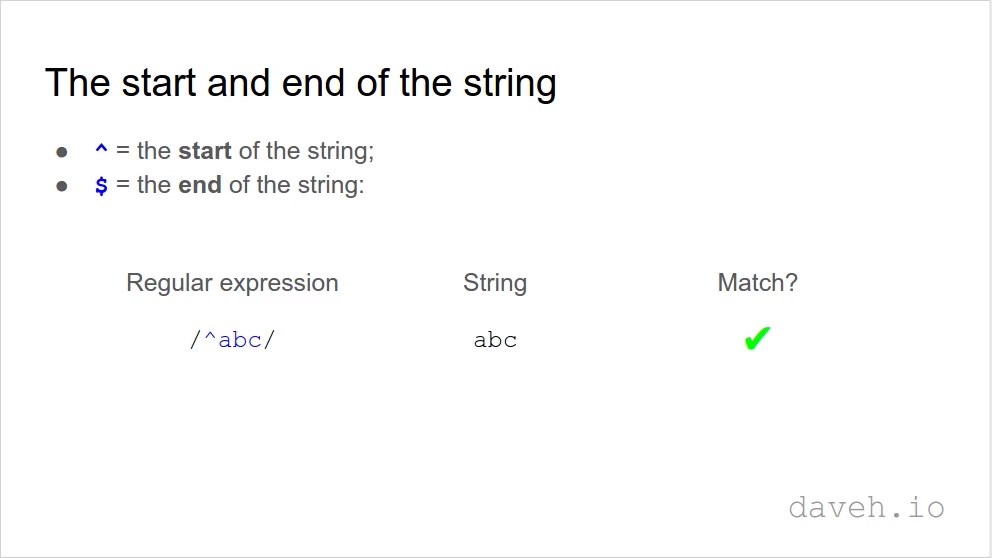 The start and end of the string
● ^ = the start of the string;
● $ = the end of the string:
Regular expression String Match?
/^abc/ abc ✔
daveh.io